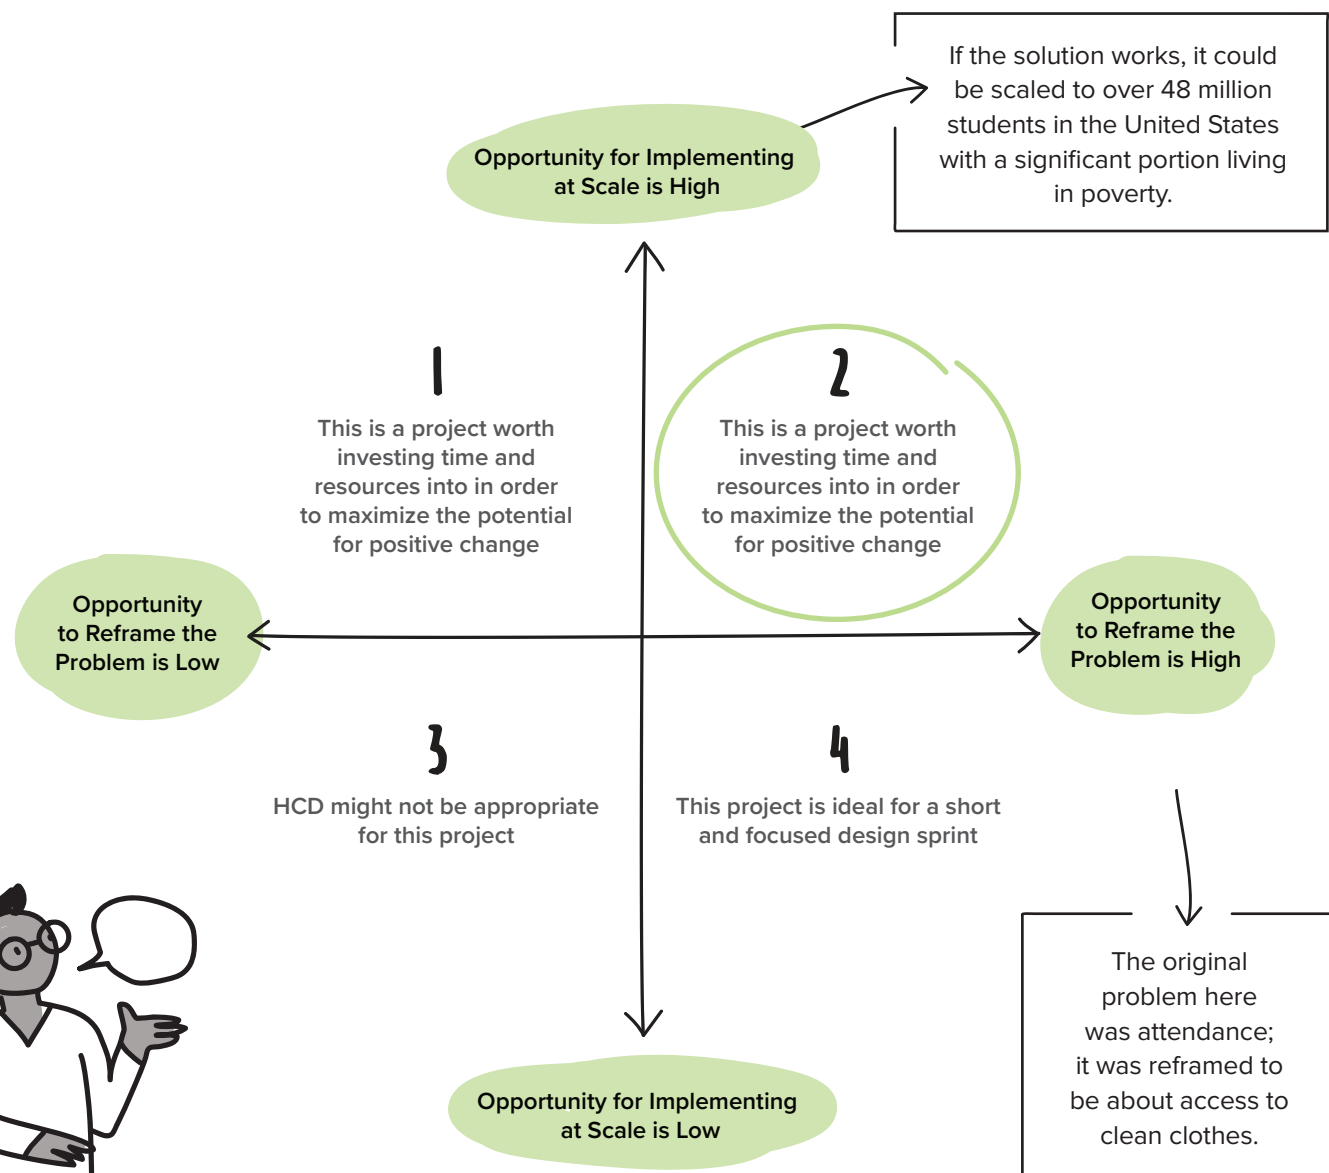 If the solution works, it could
be scaled to over 48 million
students in the United States
with a significant portion living
in poverty.
Opportunity for Implementing
at Scale is High
1
This is a project worth
investing time and
resources into in order
to maximize the potential
for positive change
2
This is a project worth
investing time and
resources into in order
to maximize the potential
for positive change
Opportunity
to Reframe the
Problem is Low
Opportunity
to Reframe the
Problem is High
3
HCD might not be appropriate
for this project
4
This project is ideal for a short
and focused design sprint
The original
problem here
was attendance;
it was reframed to
be about access to
clean clothes.
Opportunity for Implementing
at Scale is Low